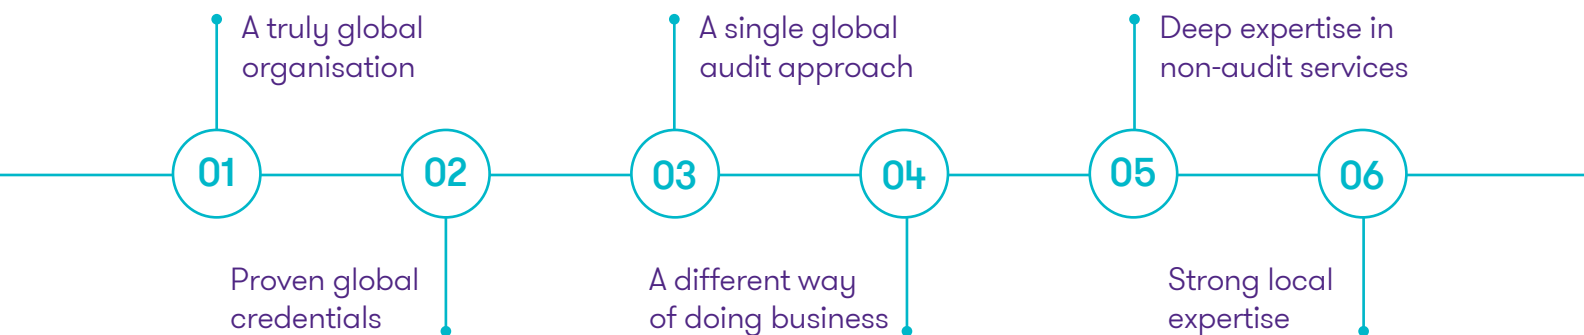 A truly global
organisation
A single global
audit approach
Deep expertise in
non-audit services
01
02
03
04
05
06
Proven global
credentials
A different way
of doing business
Strong local
expertise